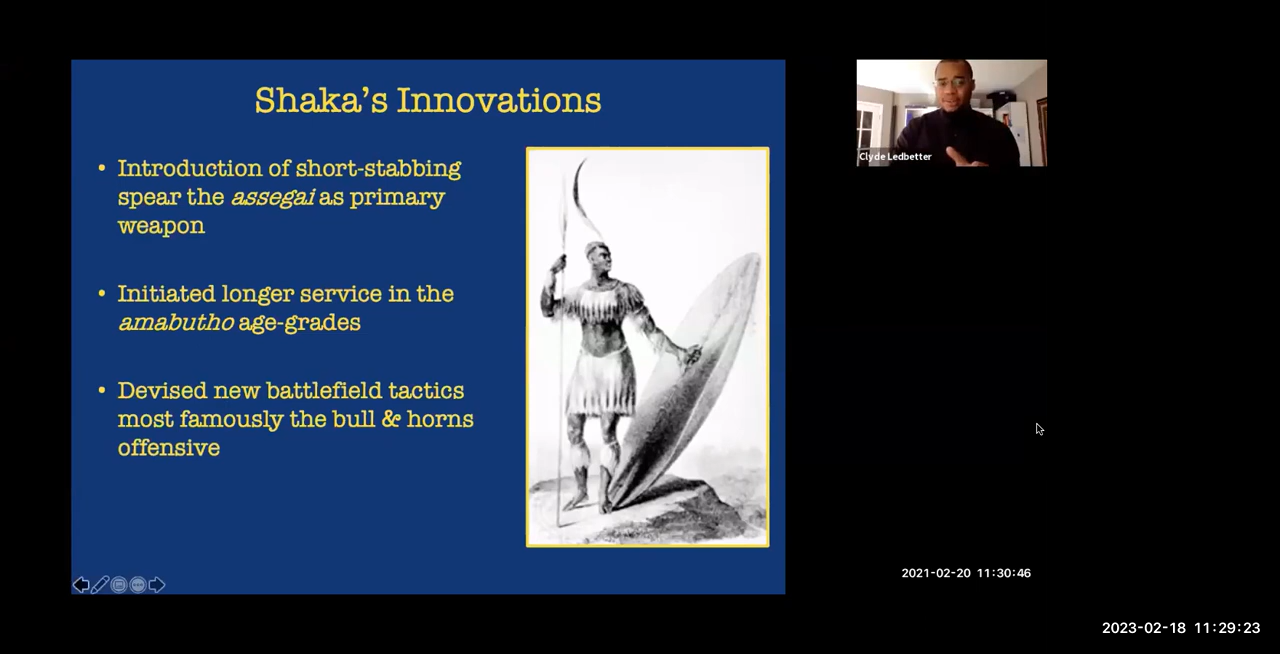 Shaka's Innovations
• Introduction of short-stabbing
spear the assegai as primary
weapon
• Initiated longer service in the
amabutho age-grades
• Devised new battlefield tactics
most famously the bull & horns
offensive
Clyde Ledbetter
2021-02-20 11:30:46
2023-02-18 11:29:23